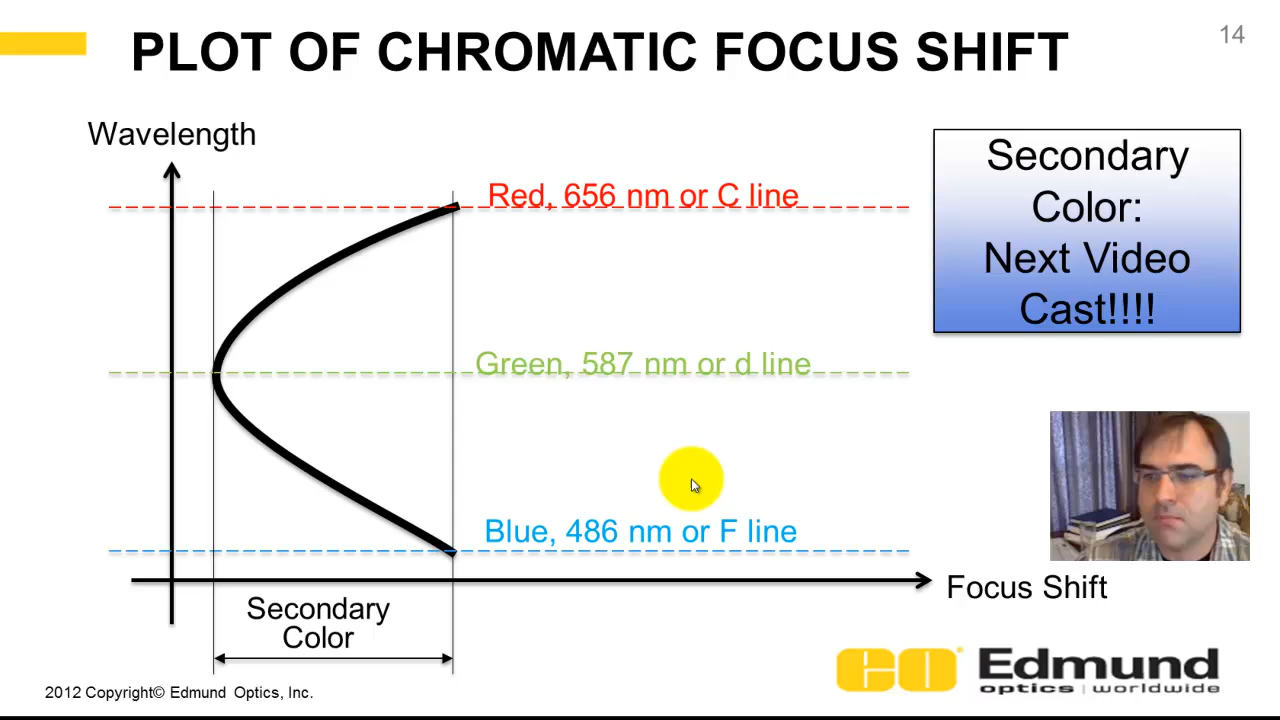 PLOT OF CHROMATIC FOCUS SHIFT
14
Wavelength
Red, 656 nm or C line
Secondary
Color:
Next Video
Cast!!!!
Green, 587 nm or d line
Blue, 486 nm or F line
Focus Shift
Secondary
Color
EO Edmund
optics | worldwide
2012 Copyright© Edmund Optics, Inc.